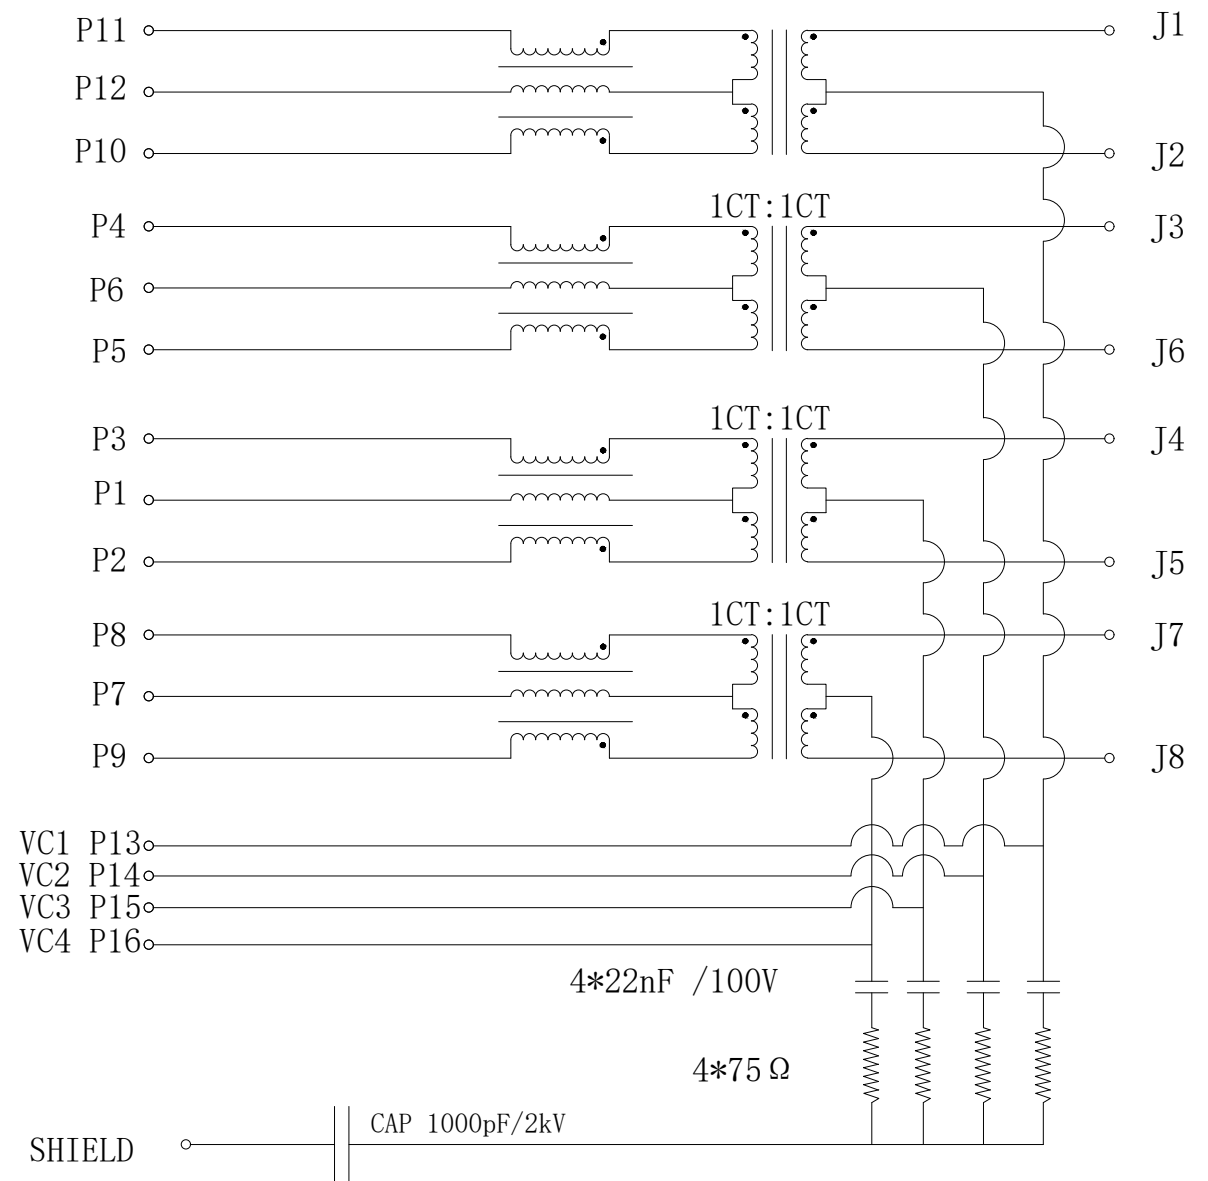 P11
J1
P12
P10
J2
1CT:1CT
P4
J3
P6
P5
J6
1CT:1CT
P3
J4
P1
P2
J5
1CT:1CT
P8
J7
P7
P9
J8
VC1 P13
VC2 P14
VC3 P15
VC4 P16
4*22nF /100V
4*75Ω
CAP 1000pF/2kV
SHIELD